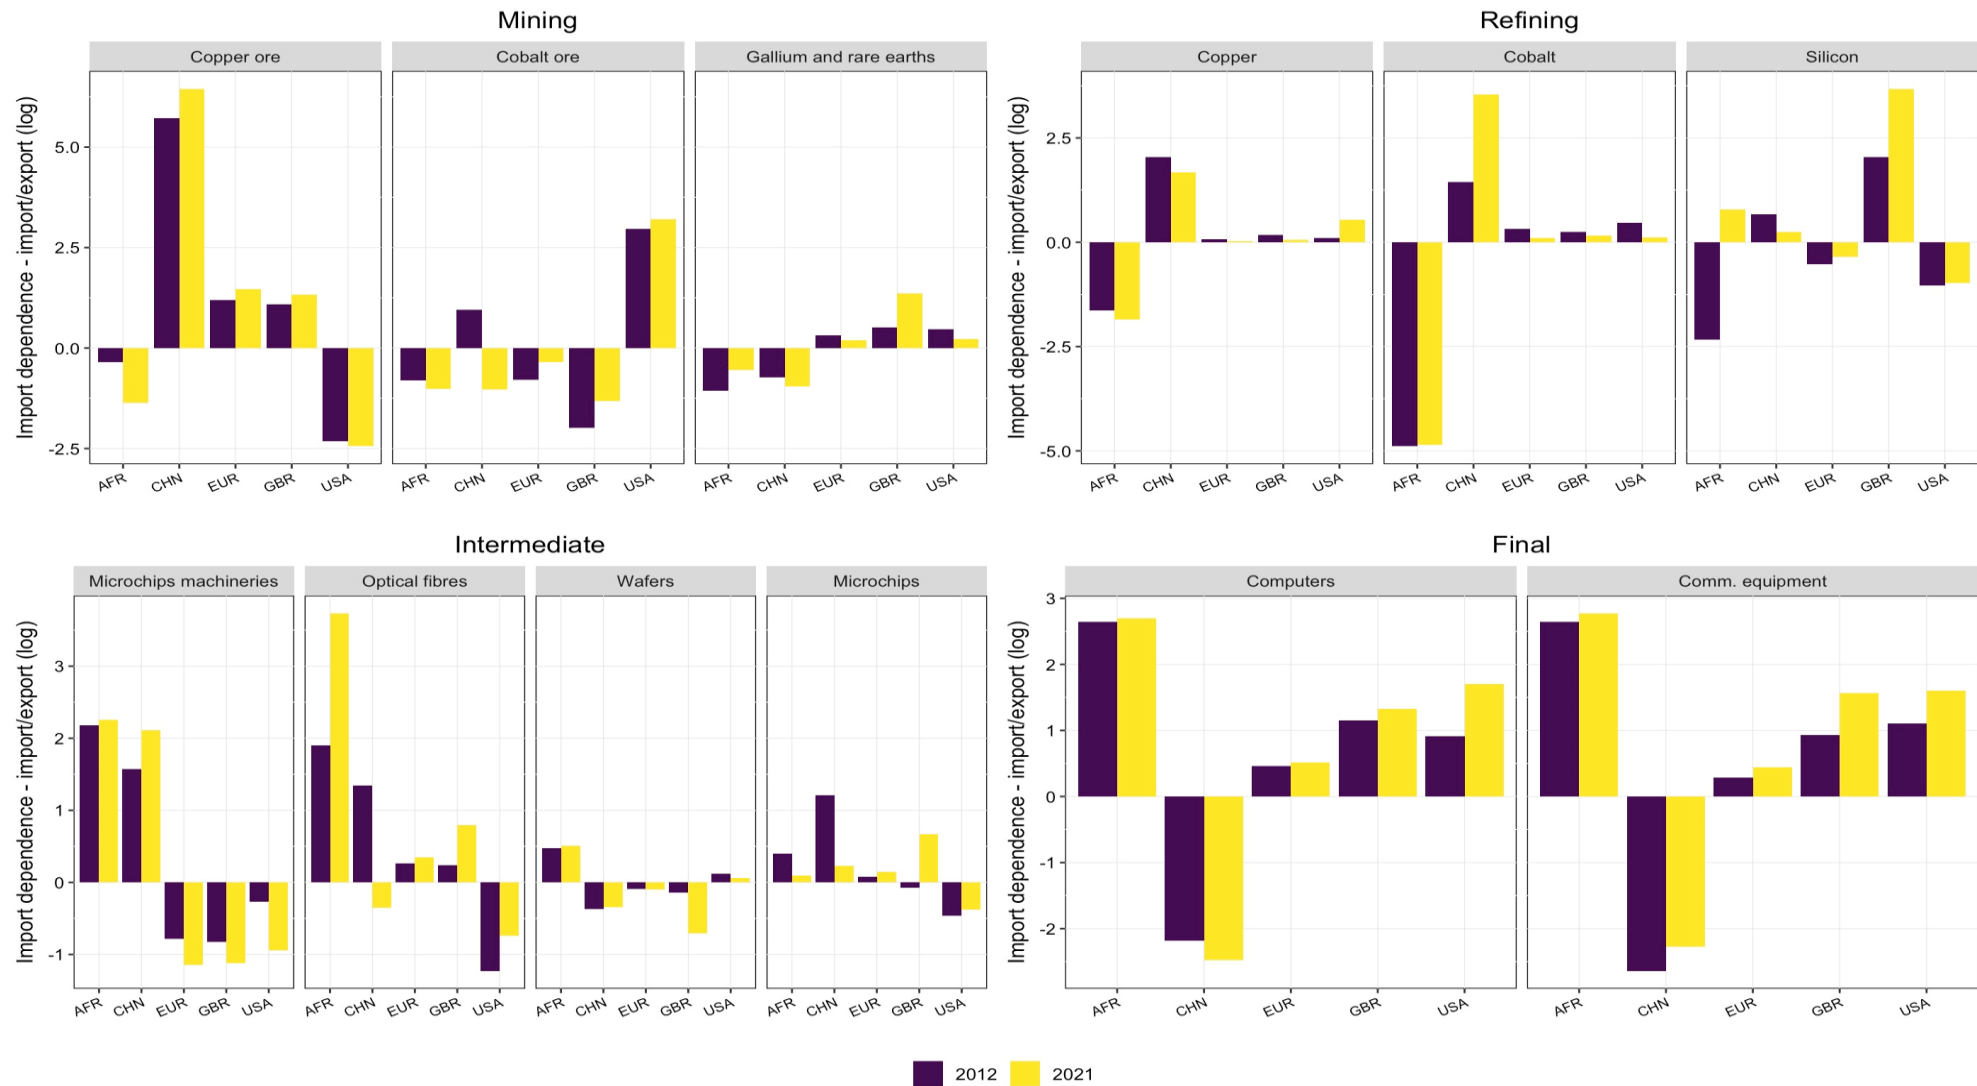 Mining
Copper ore Cobalt ore Gallium and rare earths
Import dependence - import/export (log)
5.0
2.5
0.0
-2.5
AFR CHN EUR GBR USA AFR CHN EUR GBR USA AFR CHN EUR GBR USA
Refining
Copper Cobalt Silicon
Import dependence - import/export (log)
2.5
0.0
-2.5
-5.0
AFR CHN EUR GBR USA AFR CHN EUR GBR USA AFR CHN EUR GBR USA
Intermediate
Microchips machineries Optical fibres Wafers Microchips
Import dependence - import/export (log)
3
2
1
0
-1
AFR CHN EUR GBR USA AFR CHN EUR GBR USA AFR CHN EUR GBR USA AFR CHN EUR GBR USA
Final
Computers Comm. equipment
Import dependence - import/export (log)
3
2
1
0
-1
-2
AFR CHN EUR GBR USA AFR CHN EUR GBR USA
2012 2021